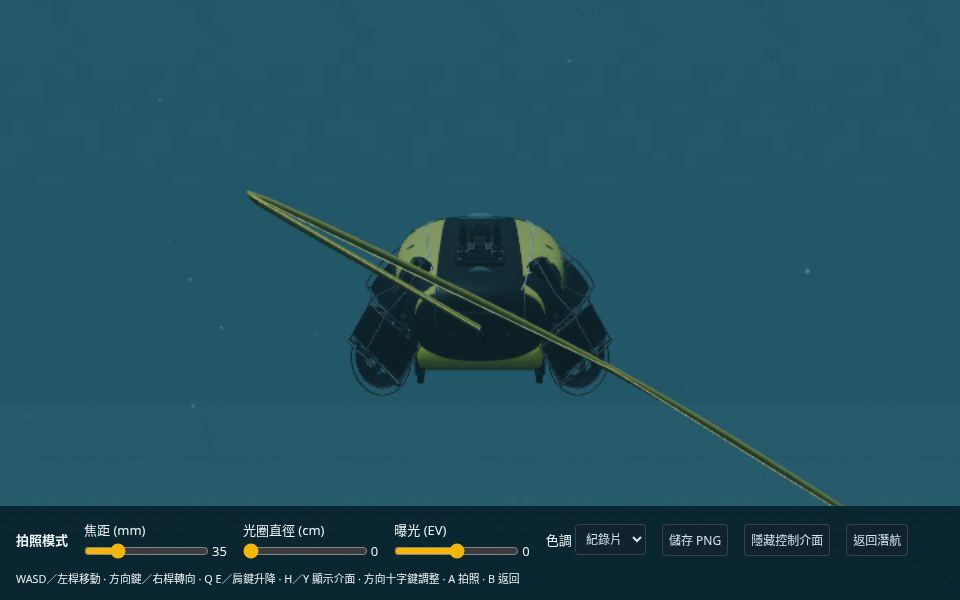 拍照模式
焦距 (mm)
35
光圈直徑 (cm)
0
曝光 (EV)
0
色調
紀錄片
儲存 PNG
隱藏控制介面
返回潛航
WASD／左桿移動 · 方向鍵／右桿轉向 · Q E／肩鍵升降 · H／Y 顯示介面 · 方向十字鍵調整 · A 拍照 · B 返回